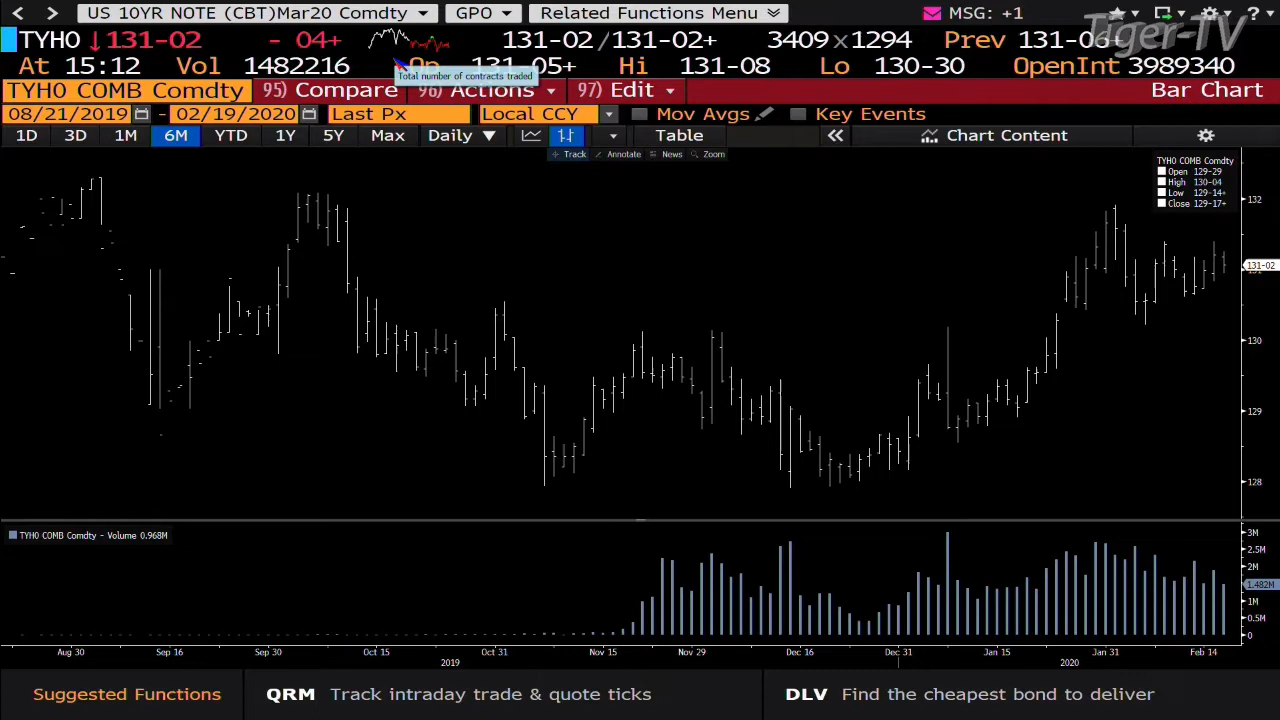 US 10YR NOTE (CBT)Mar20 Comdty GPO Related Functions Menu MSG: +1 ?
TYH0 ↓131-02 - 04+ 131-02/131-02+ 3409×1294 Prev 131-06+
Tiger-TV
At 15:12 Vol 1482216 Op 131-05+ Hi 131-08 Lo 130-30 OpenInt 3989340
Total number of contracts traded
TYH0 COMB Comdty 95) Compare 96) Actions 97) Edit Bar Chart
08/21/2019 - 02/19/2020 Last Px Local CCY Mov Avgs Key Events
1D 3D 1M 6M YTD 1Y 5Y Max Daily ▼ Table « Chart Content
Track Annotate News Zoom
TYH0 COMB Comdty
Open 129-29
High 130-04
Low 129-14+
Close 129-17+
132
131-02
130
129
128
TYH0 COMB Comdty - Volume 0.968M
3M
2.5M
2M
1.482M
1M
0.5M
0
Aug 30 Sep 16 Sep 30 Oct 15 Oct 31 Nov 15 Nov 29 Dec 16 Dec 31 Jan 15 Jan 31 Feb 14
2019 2020
Suggested Functions QRM Track intraday trade & quote ticks DLV Find the cheapest bond to deliver